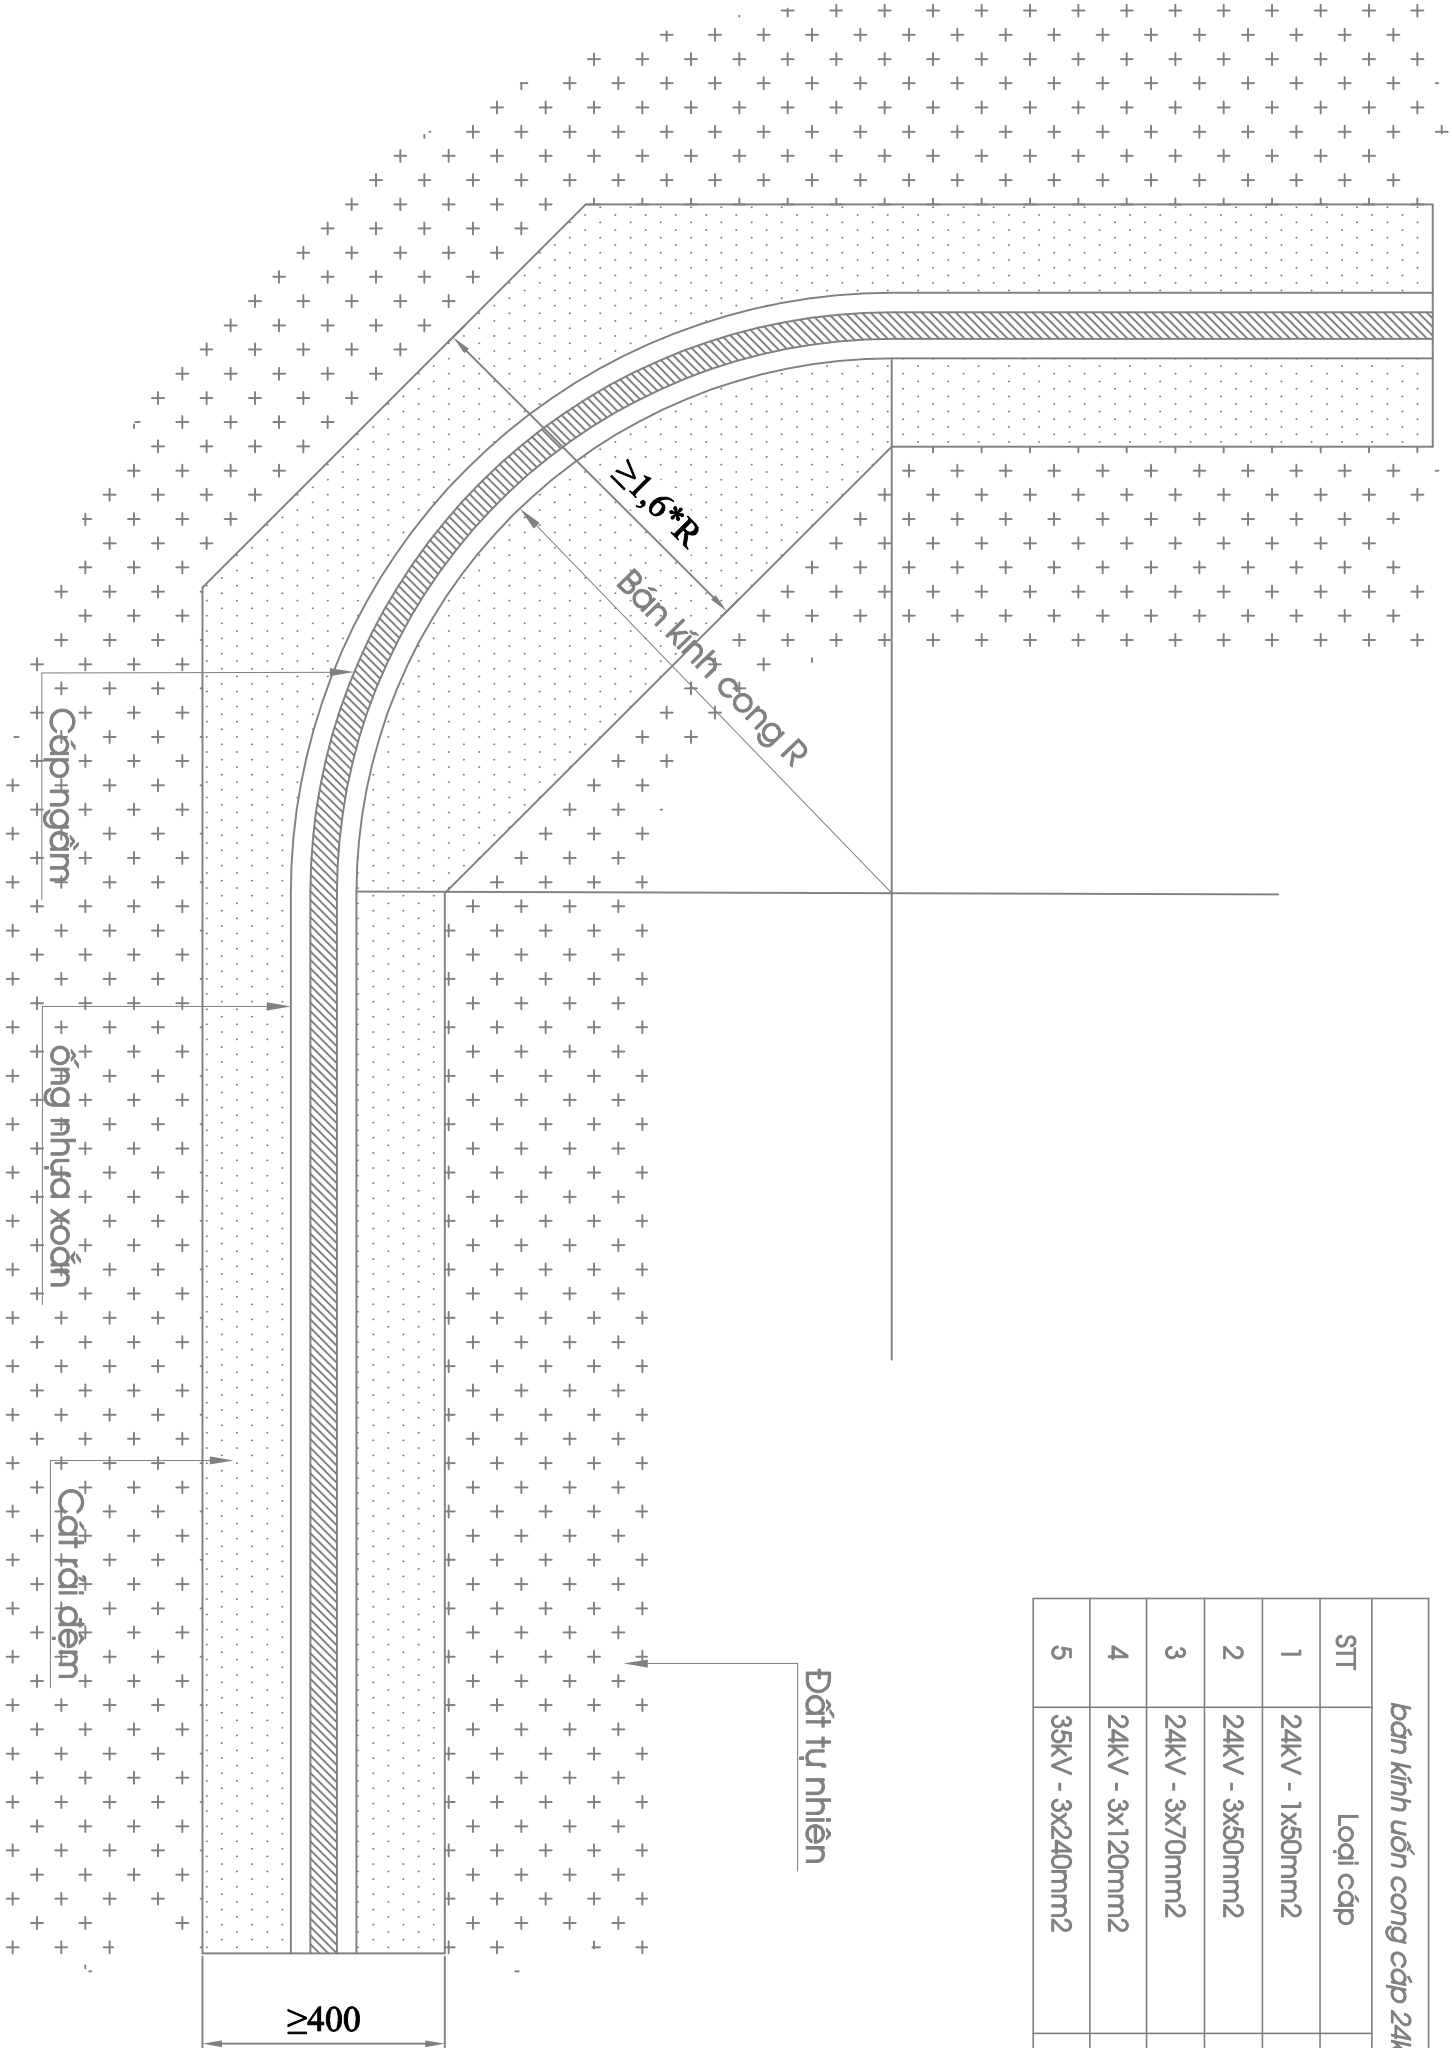 ≥1,6*R
Bán kính cong R
Cáp ngầm
ống nhựa xoắn
Cát rải đệm
Đất tự nhiên
≥400
bán kính uốn cong cáp 24k
STT Loại cáp
1 24kV - 1x50mm2
2 24kV - 3x50mm2
3 24kV - 3x70mm2
4 24kV - 3x120mm2
5 35kV - 3x240mm2